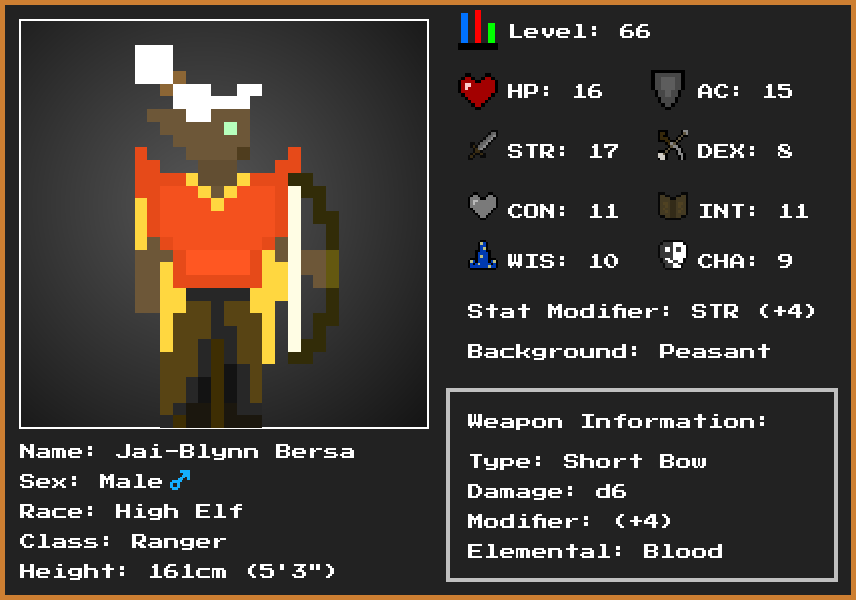 Level: 66
HP: 16 AC: 15
STR: 17 DEX: 8
CON: 11 INT: 11
WIS: 10 CHA: 9
Stat Modifier: STR (+4)
Background: Peasant
Weapon Information:
Type: Short Bow
Damage: d6
Modifier: (+4)
Elemental: Blood
Name: Jai-Blynn Bersa
Sex: Male ♂
Race: High Elf
Class: Ranger
Height: 161cm (5'3")